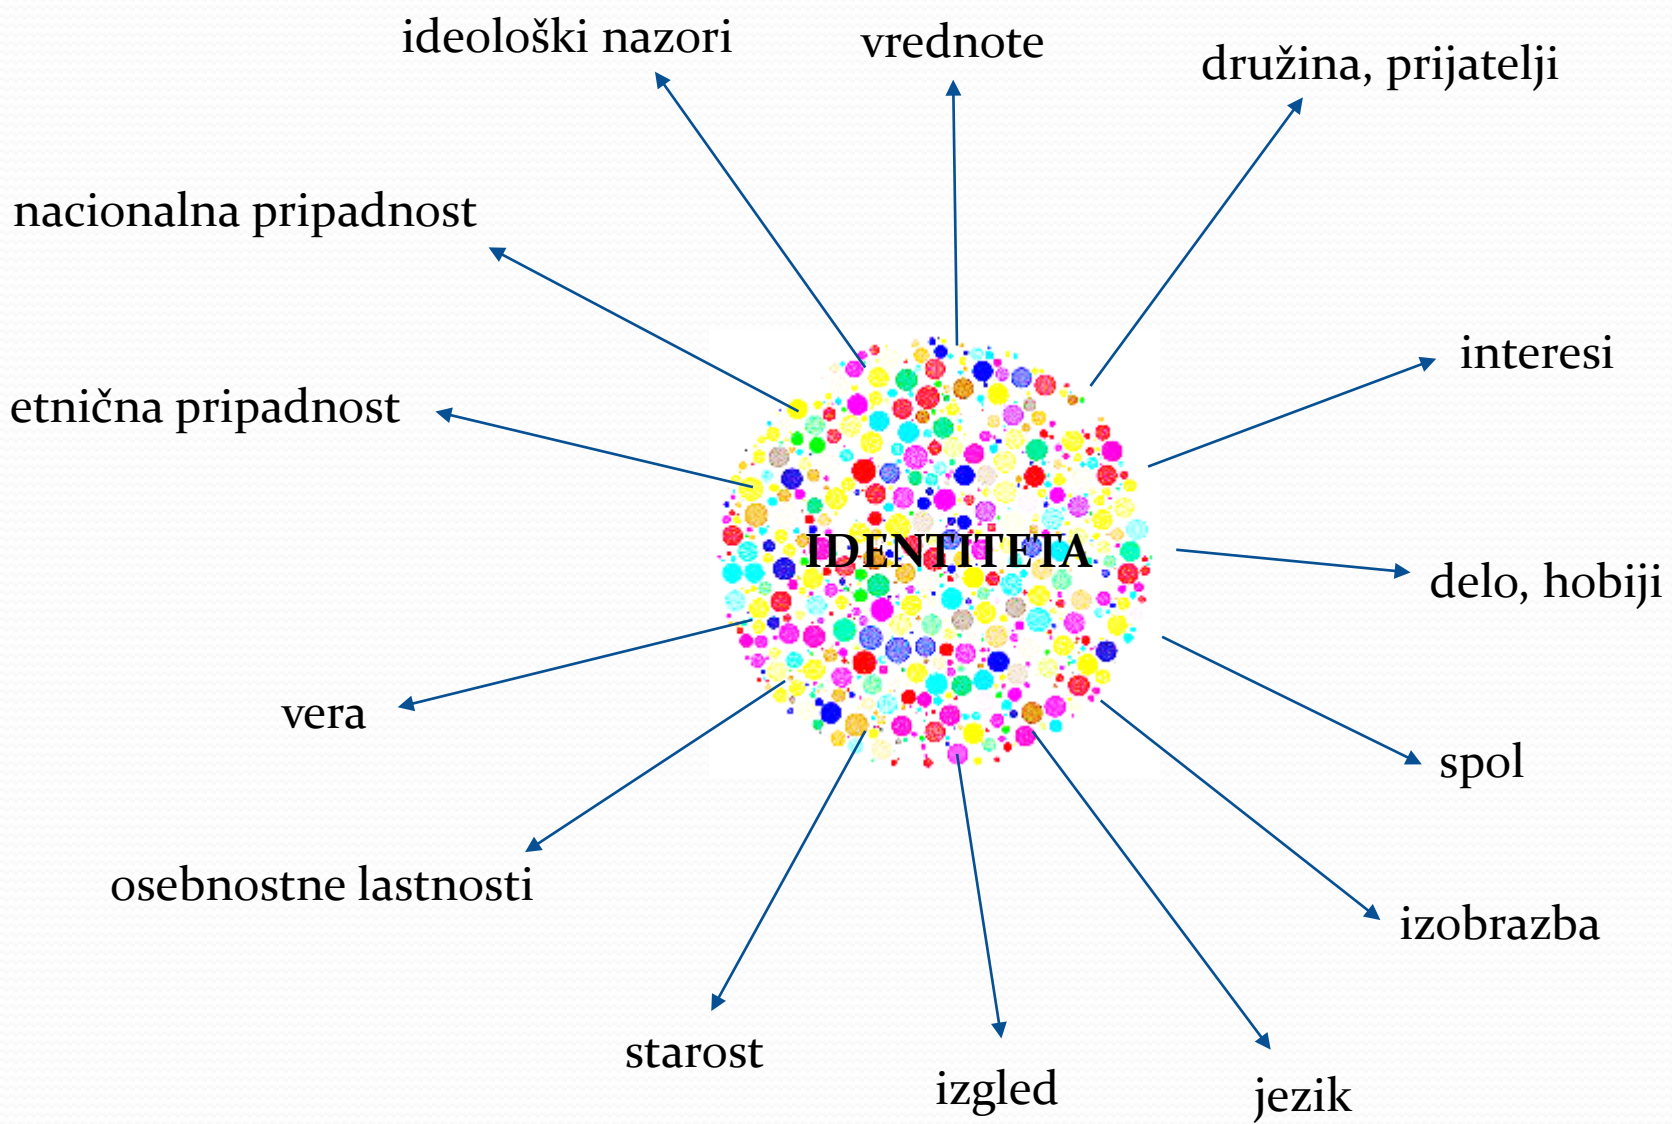 ideološki nazori
vrednote
družina, prijatelji
nacionalna pripadnost
interesi
etnična pripadnost
IDENTITETA
delo, hobiji
vera
spol
osebnostne lastnosti
izobrazba
starost
izgled
jezik